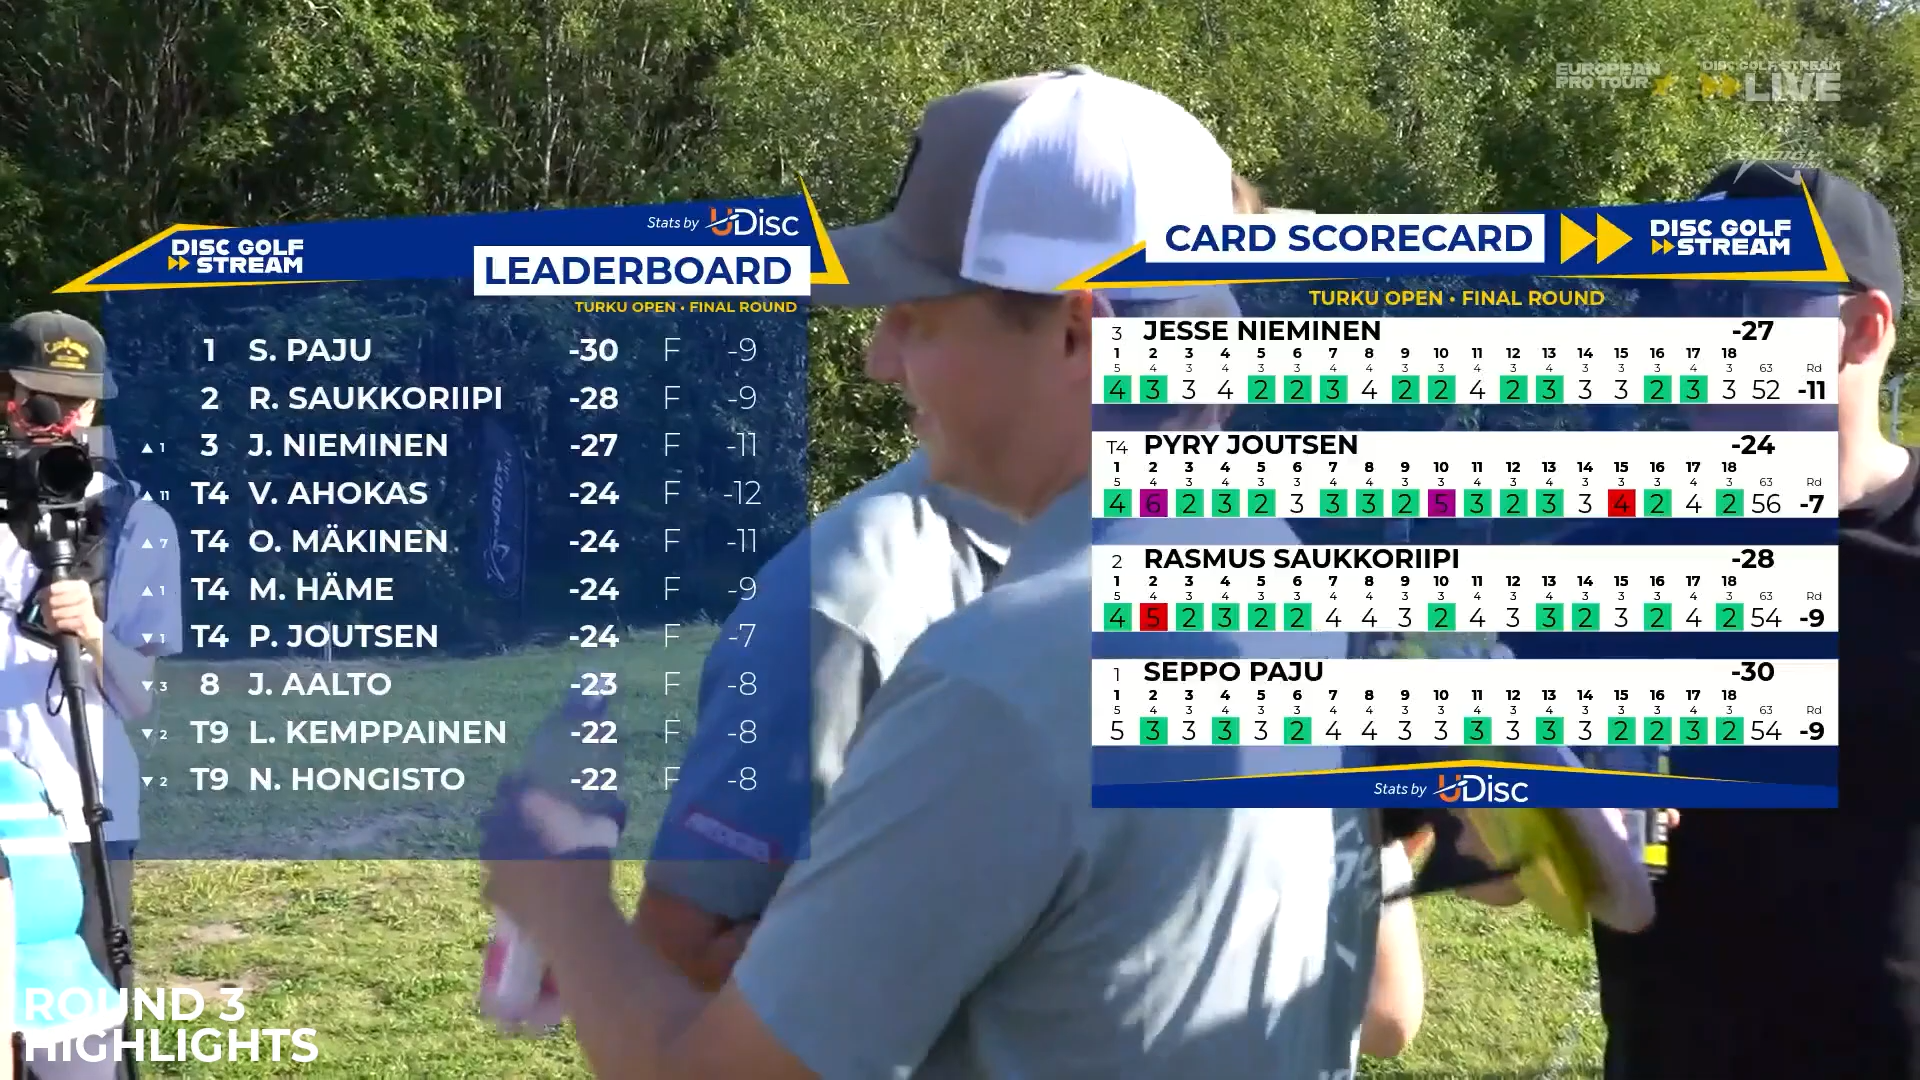 EUROPEAN
PRO TOUR
DISC GOLF STREAM
LIVE
Stats by UDisc
DISC GOLF
STREAM
LEADERBOARD
TURKU OPEN • FINAL ROUND
1 S. PAJU -30 F -9
2 R. SAUKKORIIPI -28 F -9
▲ 1 3 J. NIEMINEN -27 F -11
▲ 11 T4 V. AHOKAS -24 F -12
▲ 7 T4 O. MÄKINEN -24 F -11
▲ 1 T4 M. HÄME -24 F -9
▼ 1 T4 P. JOUTSEN -24 F -7
▼ 3 8 J. AALTO -23 F -8
▼ 2 T9 L. KEMPPAINEN -22 F -8
▼ 2 T9 N. HONGISTO -22 F -8
CARD SCORECARD
DISC GOLF
STREAM
TURKU OPEN • FINAL ROUND
3 JESSE NIEMINEN -27
1 2 3 4 5 6 7 8 9 10 11 12 13 14 15 16 17 18
5 4 3 4 3 3 4 4 3 3 4 3 4 3 3 3 4 3 63 Rd
4 3 3 4 2 2 3 4 2 2 4 2 3 3 3 2 3 3 52 -11
T4 PYRY JOUTSEN -24
1 2 3 4 5 6 7 8 9 10 11 12 13 14 15 16 17 18
5 4 3 4 3 3 4 4 3 3 4 3 4 3 3 3 4 3 63 Rd
4 6 2 3 2 3 3 3 2 5 3 2 3 3 4 2 4 2 56 -7
2 RASMUS SAUKKORIIPI -28
1 2 3 4 5 6 7 8 9 10 11 12 13 14 15 16 17 18
5 4 3 4 3 3 4 4 3 3 4 3 4 3 3 3 4 3 63 Rd
4 5 2 3 2 2 4 4 3 2 4 3 3 2 3 2 4 2 54 -9
1 SEPPO PAJU -30
1 2 3 4 5 6 7 8 9 10 11 12 13 14 15 16 17 18
5 4 3 4 3 3 4 4 3 3 4 3 4 3 3 3 4 3 63 Rd
5 3 3 3 3 2 4 4 3 3 3 3 3 3 2 2 3 2 54 -9
Stats by UDisc
ROUND 3
HIGHLIGHTS